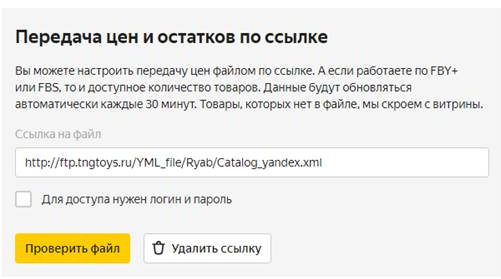 Передача цен и остатков по ссылке
Вы можете настроить передачу цен файлом по ссылке. А если работаете по FBY+
или FBS, то и доступное количество товаров. Данные будут обновляться
автоматически каждые 30 минут. Товары, которых нет в файле, мы скроем с витрины.
Ссылка на файл
http://ftp.tngtoys.ru/YML_file/Ryab/Catalog_yandex.xml
Для доступа нужен логин и пароль
Проверить файл Удалить ссылку